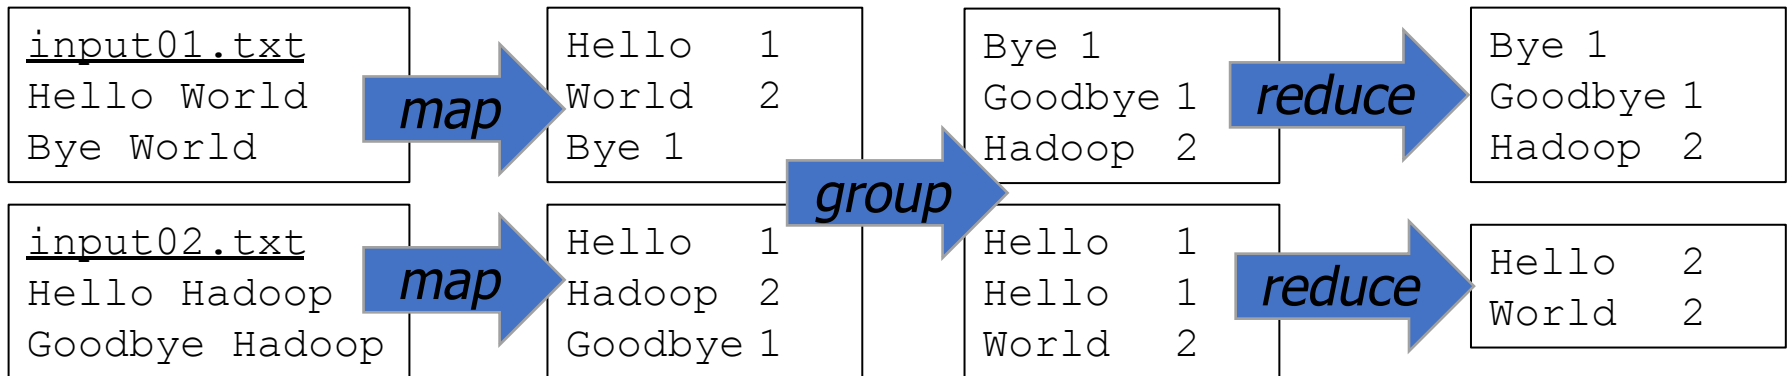 input01.txt
Hello World
Bye World
map
Hello 1
World 2
Bye 1
input02.txt
Hello Hadoop
Goodbye Hadoop
map
Hello 1
Hadoop 2
Goodbye 1
group
Bye 1
Goodbye 1
Hadoop 2
reduce
Bye 1
Goodbye 1
Hadoop 2
Hello 1
Hello 1
World 2
reduce
Hello 2
World 2